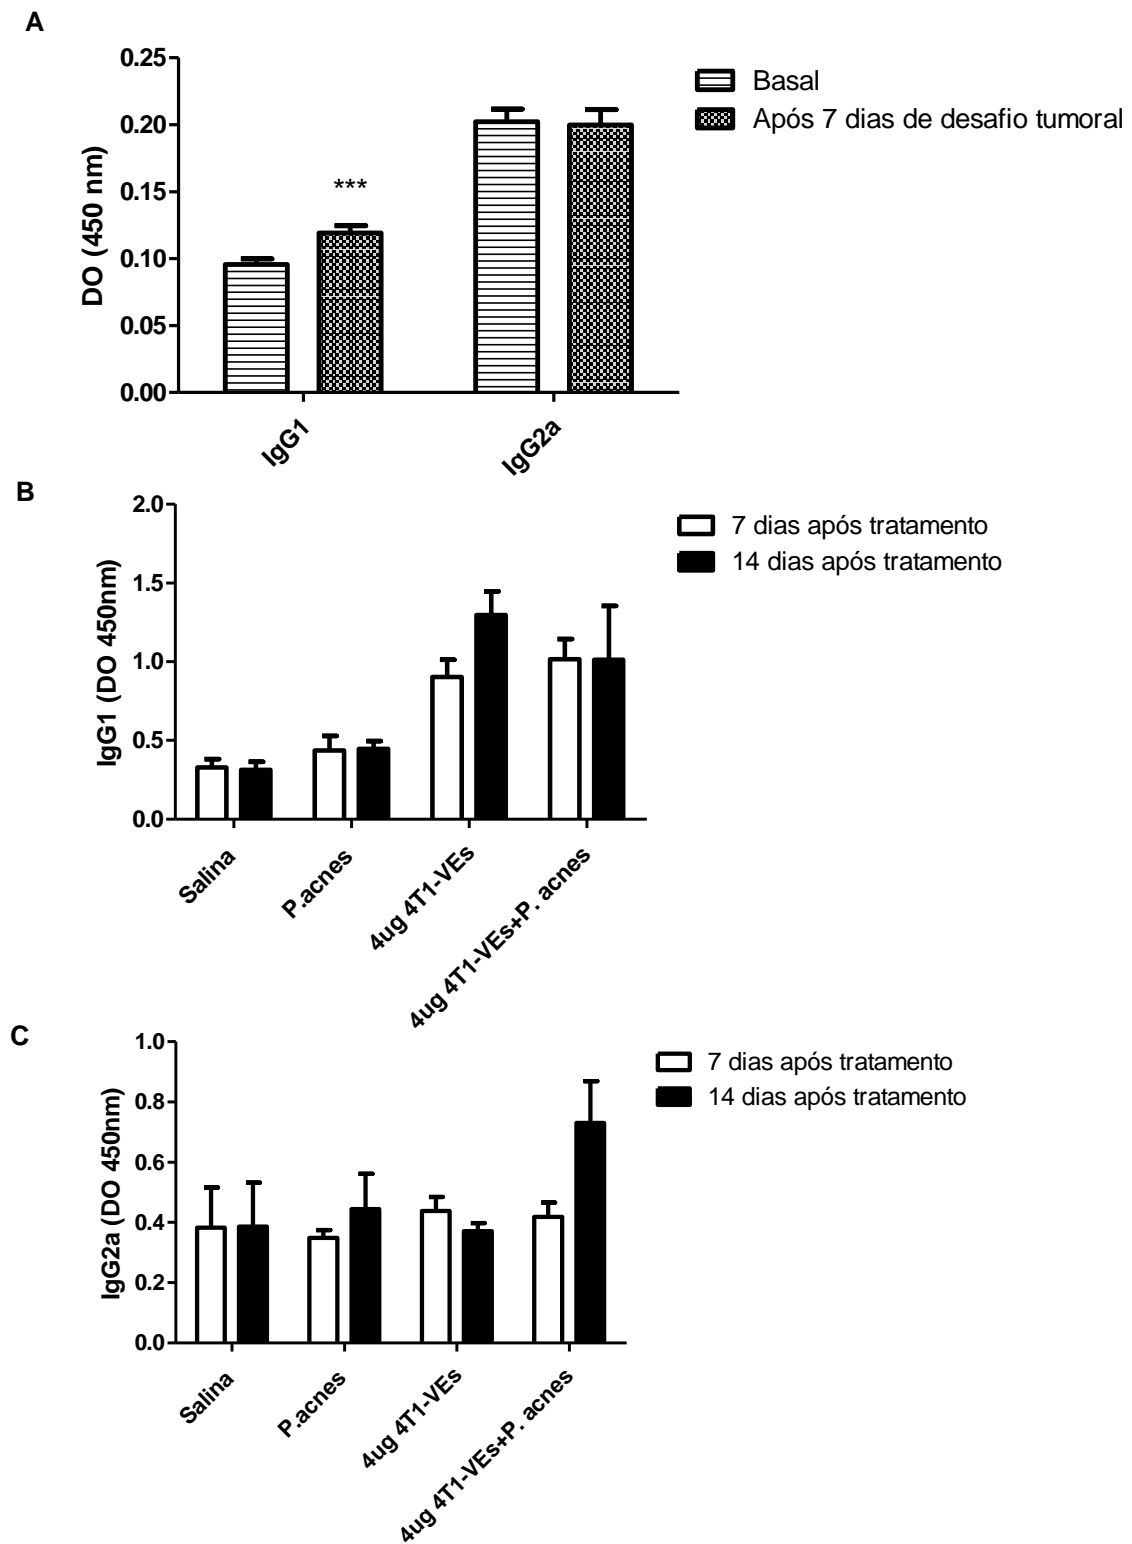 A
DO (450 nm)
0.25
0.20
0.15
0.10
0.05
0.00
***
IgG1
IgG2a
Basal
Após 7 dias de desafio tumoral
B
IgG1 (DO 450nm)
2.0
1.5
1.0
0.5
0.0
Salina
P.acnes
4ug 4T1-VEs
4ug 4T1-VEs+P. acnes
7 dias após tratamento
14 dias após tratamento
C
IgG2a (DO 450nm)
1.0
0.8
0.6
0.4
0.2
0.0
Salina
P.acnes
4ug 4T1-VEs
4ug 4T1-VEs+P. acnes
7 dias após tratamento
14 dias após tratamento